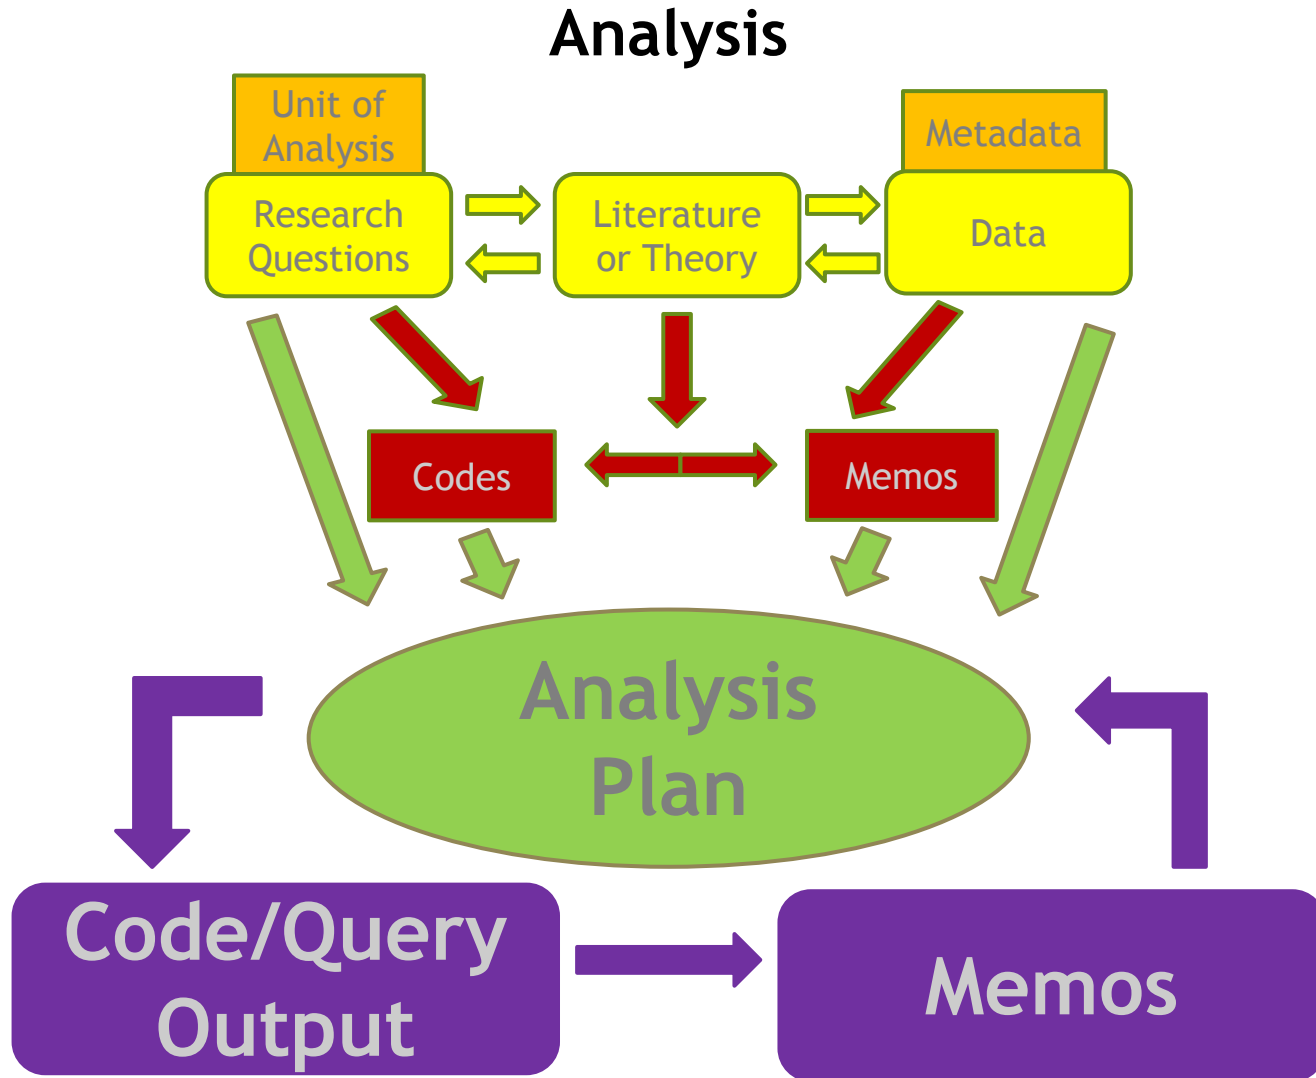 Analysis
Unit of
Analysis
Metadata
Research
Questions
Literature
or Theory
Data
Codes
Memos
Analysis
Plan
Code/Query
Output
Memos